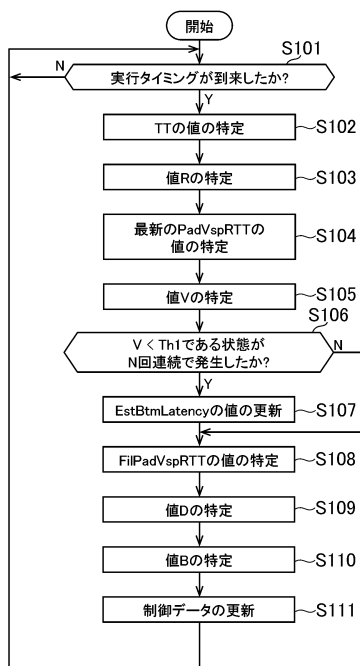 開始
S101
実行タイミングが到来したか?
N
Y
TTの値の特定
S102
値Rの特定
S103
最新のPadVspRTTの
値の特定
S104
値Vの特定
S105
S106
V<Th1である状態が
N回連続で発生したか?
N
Y
EstBtmLatencyの値の更新
S107
FilPadVspRTTの値の特定
S108
値Dの特定
S109
値Bの特定
S110
制御データの更新
S111